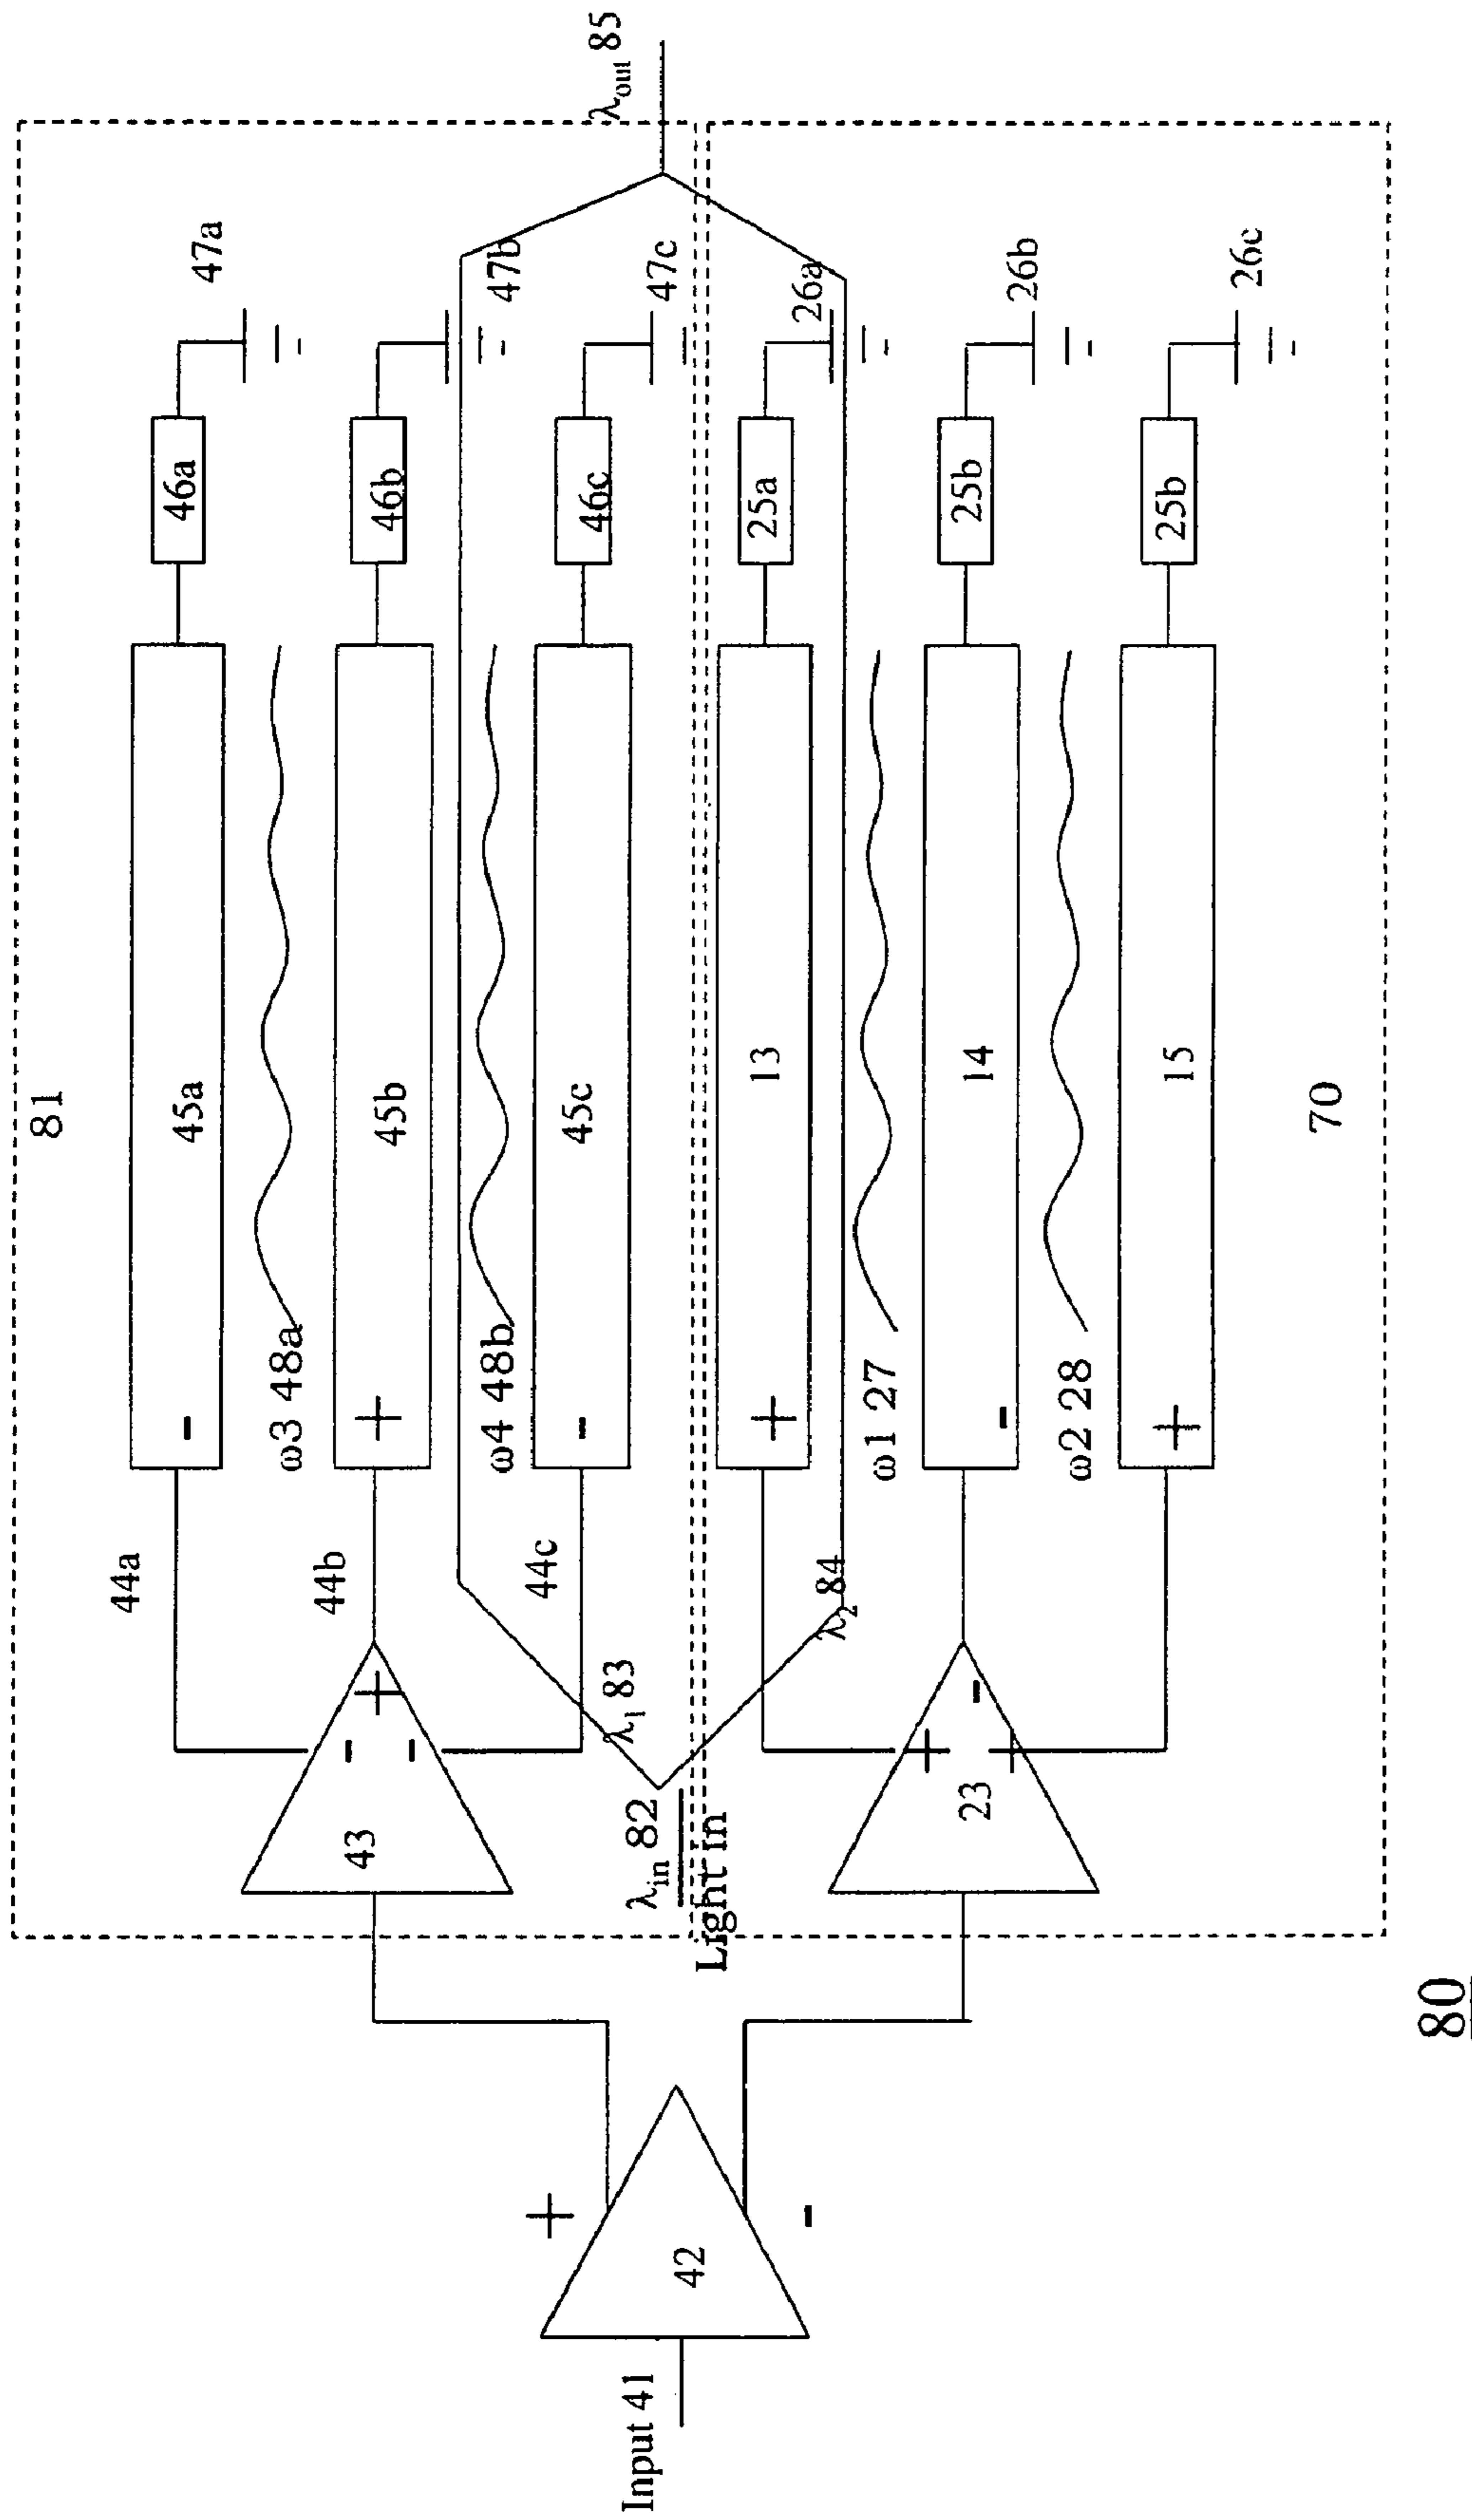 81
44a
-
45a
46a
47a
ω3 48a
43
-
+
-
44b
+
45b
46b
47b
ω4 48b
44c
-
45c
46c
47c
Input 41
42
+
-
λin 82
Light in
λ1 83
λ2 84
λout 85
+
13
25a
26a
ω1 27
23
+
-
+
-
14
25b
26b
ω2 28
+
15
25b
26c
70
80